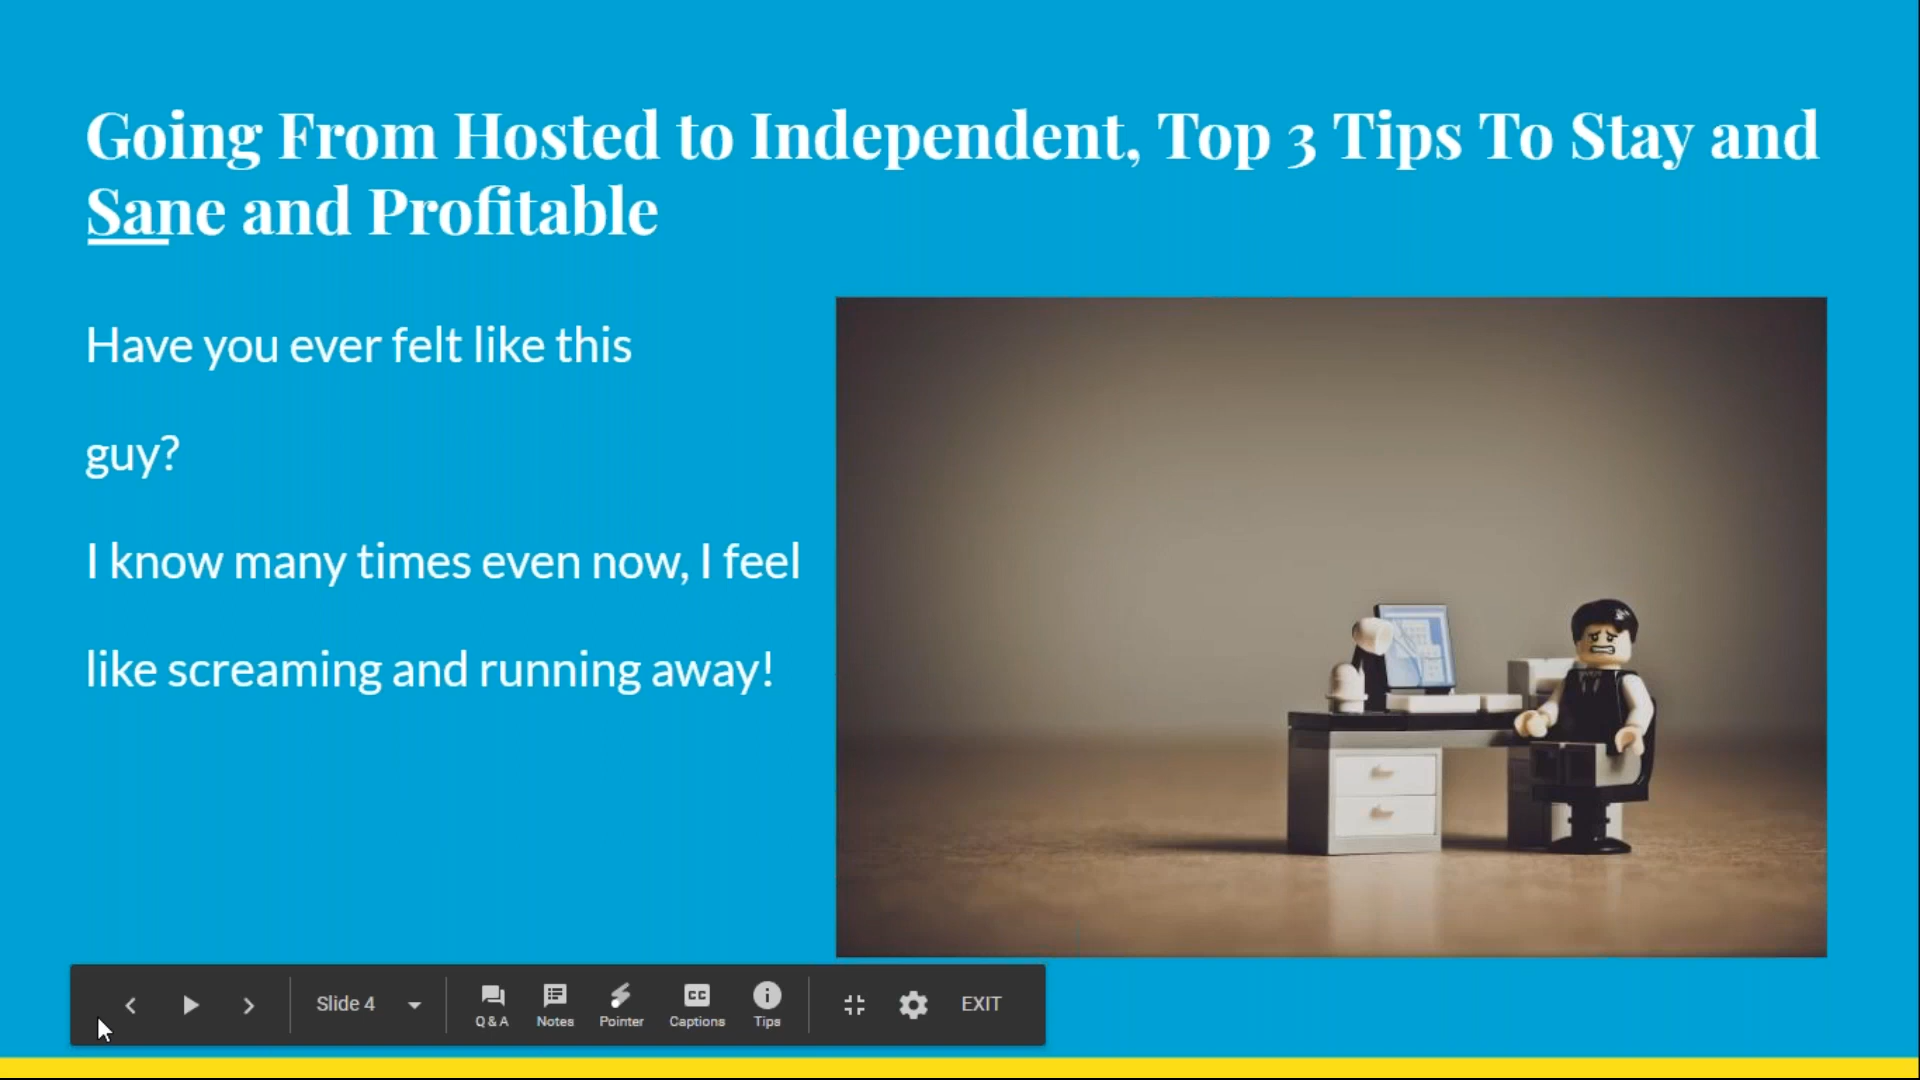 Going From Hosted to Independent, Top 3 Tips To Stay and
Sane and Profitable
Have you ever felt like this
guy?
I know many times even now, I feel
like screaming and running away!
Slide 4
Q & A
Notes
Pointer
CC
Captions
Tips
EXIT